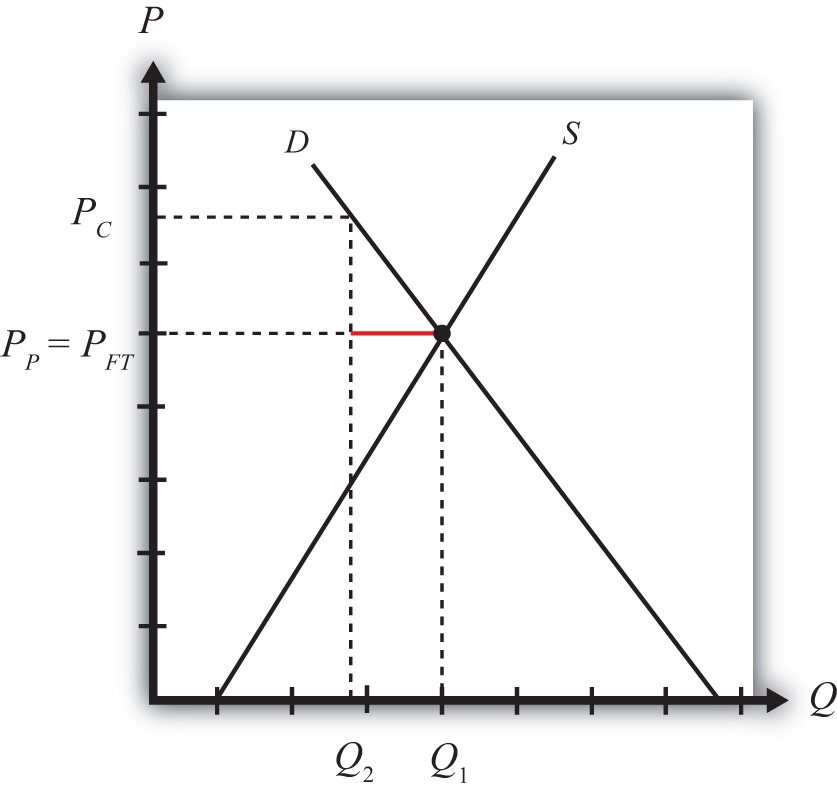 P
D
S
P_C
P_P = P_FT
Q
Q_2
Q_1